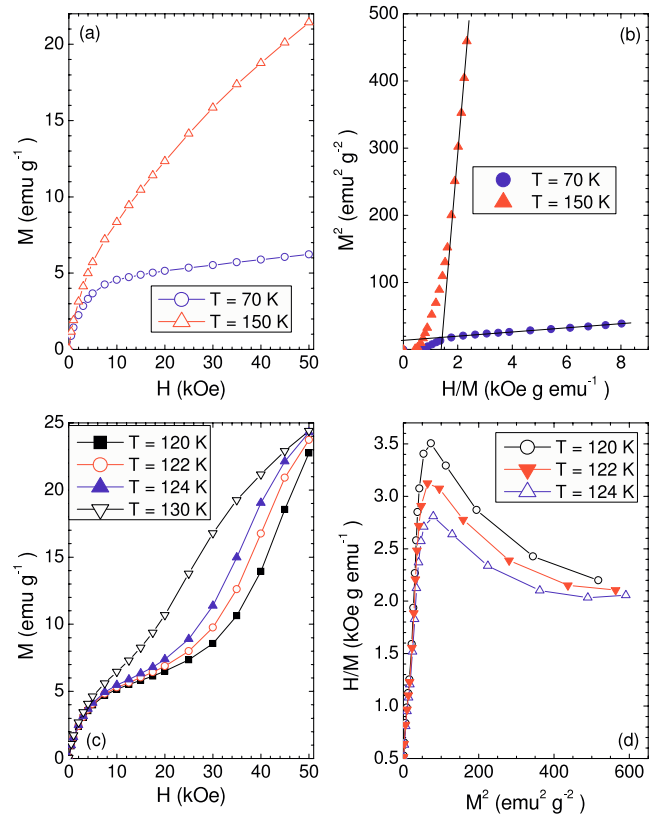 (a)
M (emu g⁻¹)
20
15
10
5
0
T = 70 K
T = 150 K
0 10 20 30 40 50
H (kOe)
(b)
M² (emu² g⁻²)
500
400
300
200
100
T = 70 K
T = 150 K
0 2 4 6 8
H/M (kOe g emu⁻¹)
T = 120 K
T = 122 K
T = 124 K
T = 130 K
M (emu g⁻¹)
25
20
15
10
5
0
(c)
0 10 20 30 40 50
H (kOe)
T = 120 K
T = 122 K
T = 124 K
H/M (kOe g emu⁻¹)
3.5
3.0
2.5
2.0
1.5
1.0
0.5
(d)
0 200 400 600
M² (emu² g⁻²)